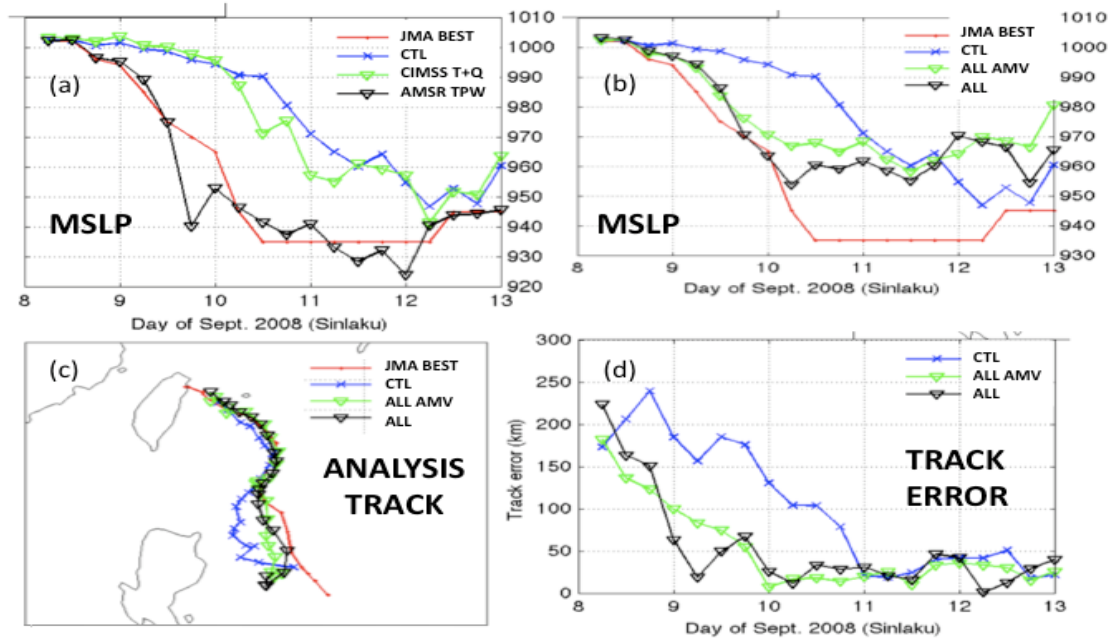 (a)
JMA BEST
CTL
CIMSS T+Q
AMSR TPW
MSLP
1010
1000
990
980
970
960
950
940
930
920
8 9 10 11 12 13
Day of Sept. 2008 (Sinlaku)
(b)
JMA BEST
CTL
ALL AMV
ALL
MSLP
1010
1000
990
980
970
960
950
940
930
920
8 9 10 11 12 13
Day of Sept. 2008 (Sinlaku)
(c)
JMA BEST
CTL
ALL AMV
ALL
ANALYSIS
TRACK
(d)
CTL
ALL AMV
ALL
TRACK
ERROR
Track error (km)
300
250
200
150
100
50
0
8 9 10 11 12 13
Day of Sept. 2008 (Sinlaku)